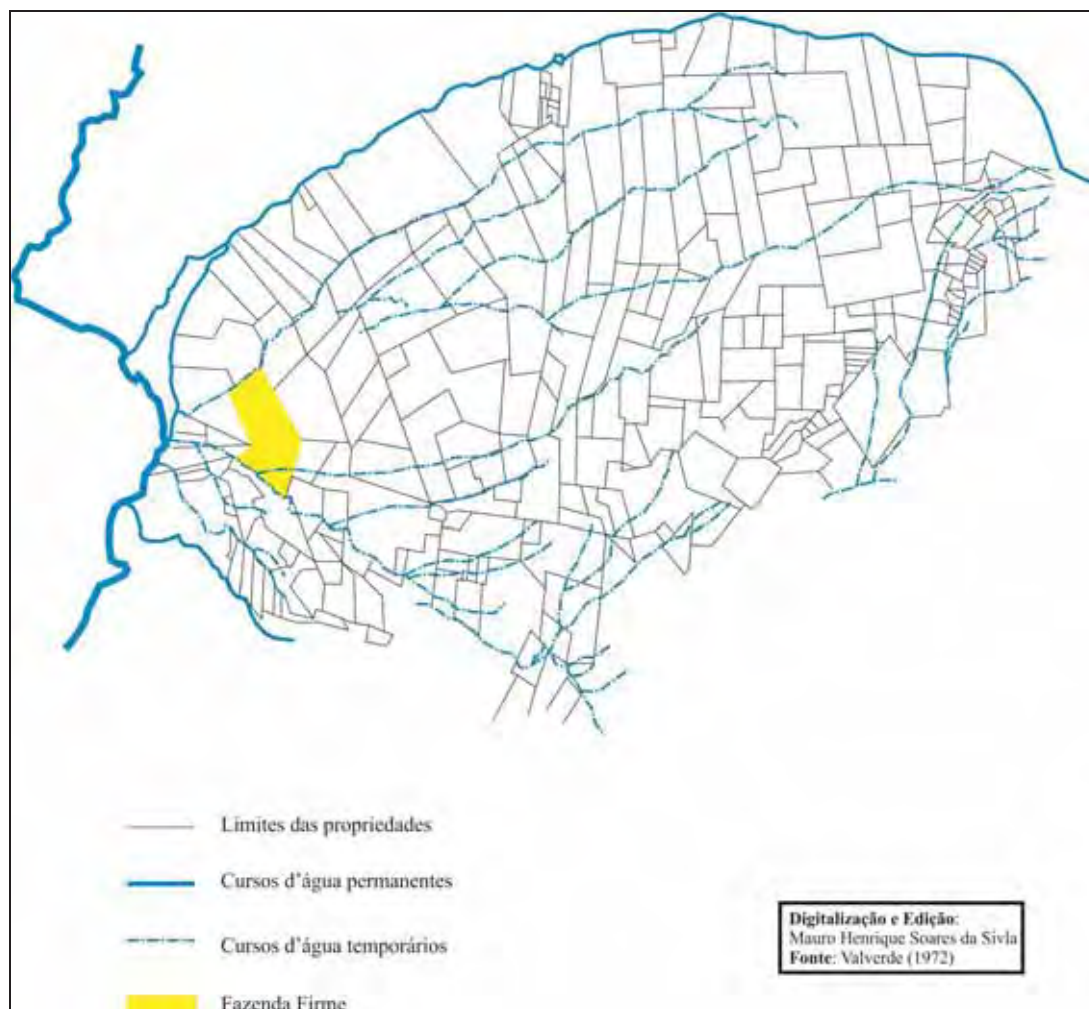 Limites das propriedades
Cursos d'água permanentes
Cursos d'água temporários
Fazenda Firme
Digitalização e Edição:
Mauro Henrique Soares da Sivla
Fonte: Valverde (1972)